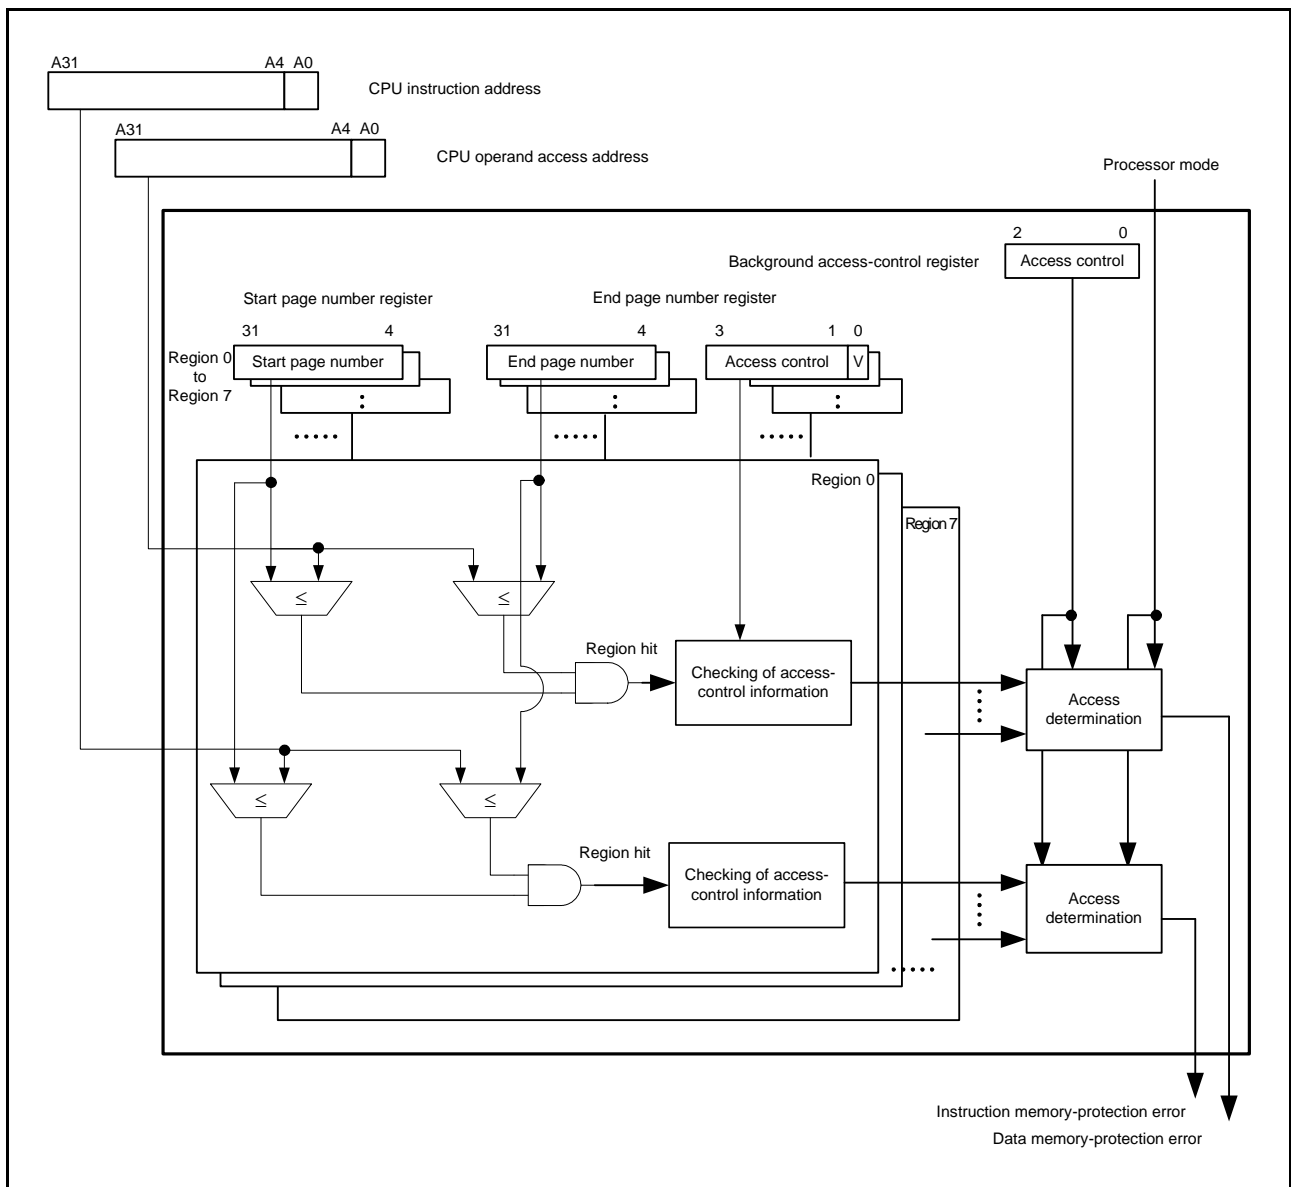 A31 A4 A0
CPU instruction address
A31 A4 A0
CPU operand access address
Processor mode
2 0
Background access-control register
Access control
Start page number register
End page number register
31 4
31 4
3 1 0
Region 0
to
Region 7
Start page number
End page number
Access control
V
:
:
:
.....
.....
.....
Region 0
Region 7
≤
≤
Region hit
Checking of access-
control information
Access
determination
≤
≤
Region hit
Checking of access-
control information
Access
determination
.....
Instruction memory-protection error
Data memory-protection error